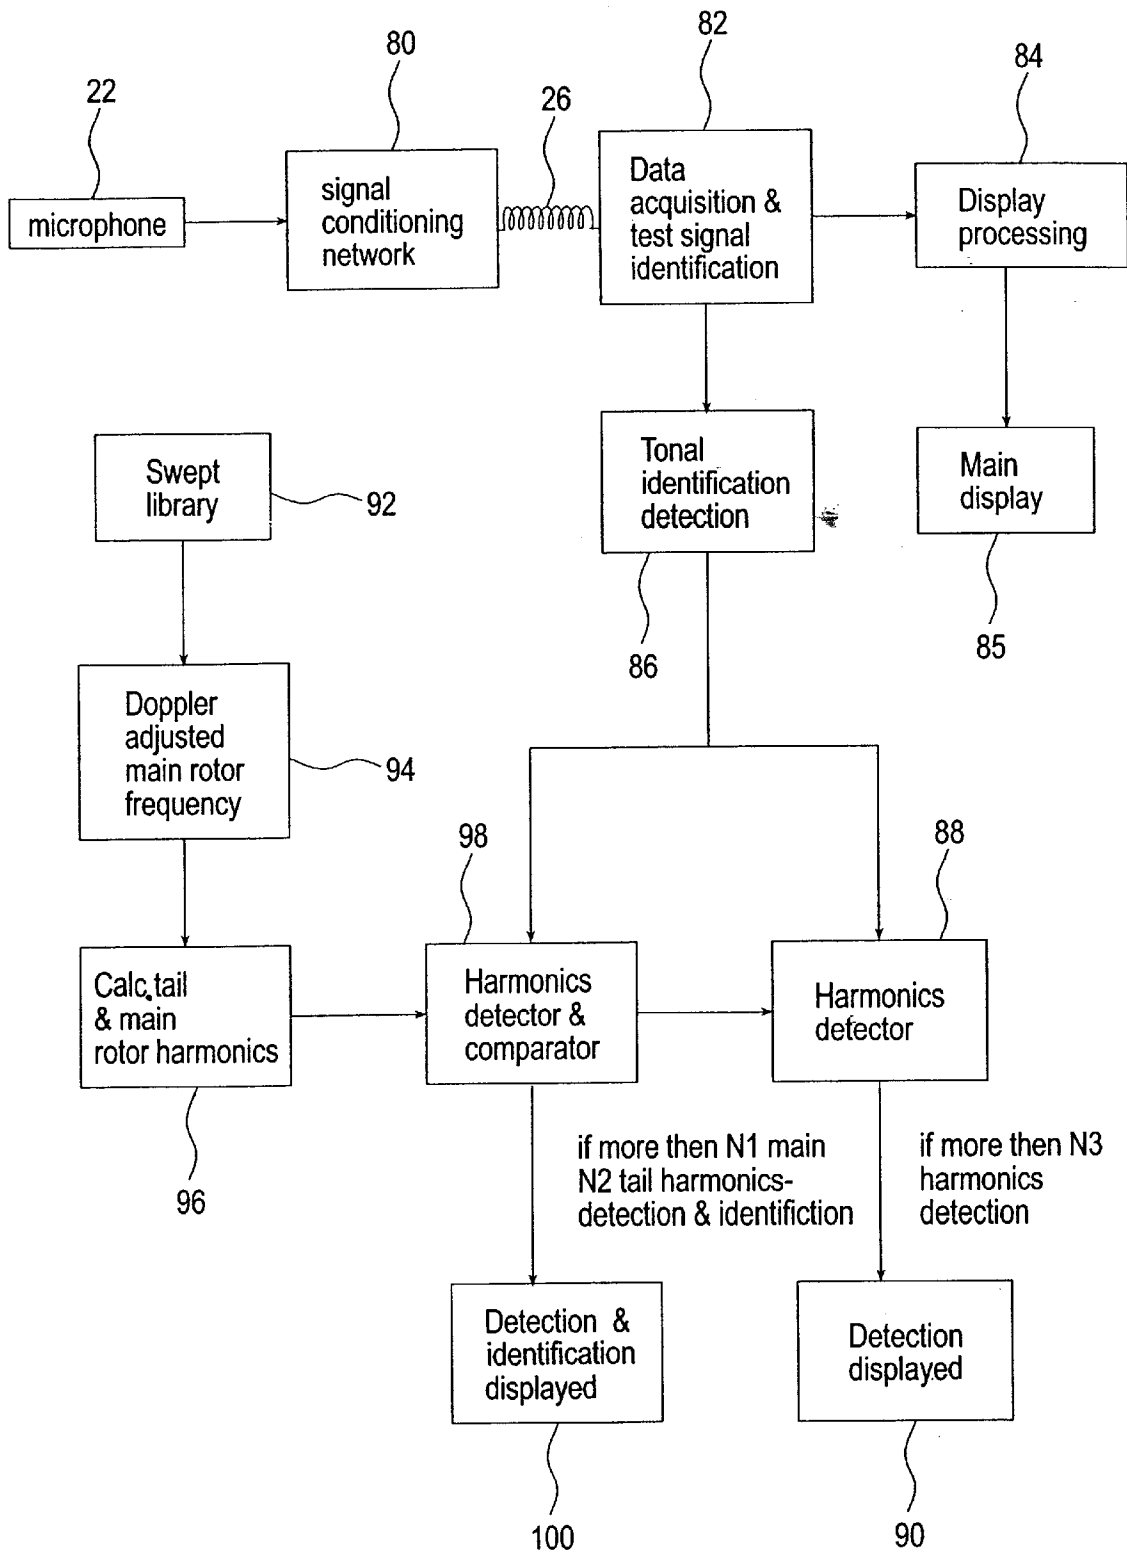 82
80
84
22
26
microphone
signal
conditioning
network
Data
acquisition &
test signal
identification
Display
processing
Swept
library
92
Tonal
identification
detection
86
Main
display
85
Doppler
adjusted
main rotor
frequency
94
98
88
Calc. tail
& main
rotor harmonics
96
Harmonics
detector &
comparator
Harmonics
detector
if more then N1 main
N2 tail harmonics-
detection & identifiction
if more then N3
harmonics
detection
Detection &
identification
displayed
100
Detection
displayed
90